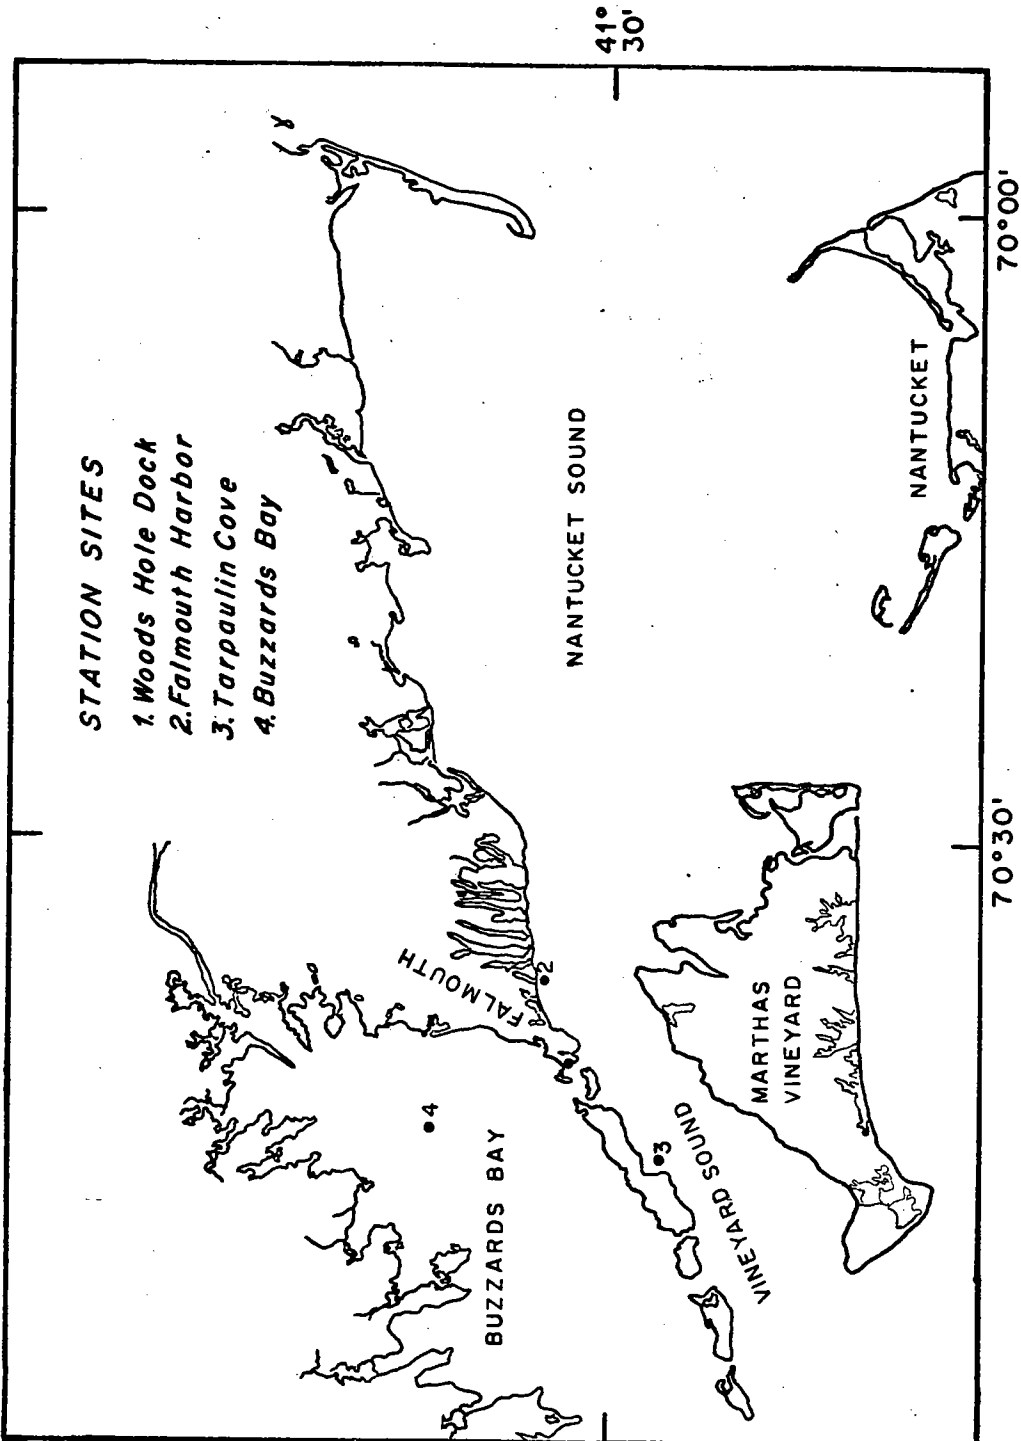 STATION SITES
1. Woods Hole Dock
2. Falmouth Harbor
3. Tarpaulin Cove
4. Buzzards Bay
41°
30'
FALMOUTH
1
2
4
3
BUZZARDS BAY
NANTUCKET SOUND
VINEYARD SOUND
MARTHAS
VINEYARD
NANTUCKET
70°30'
70°00'